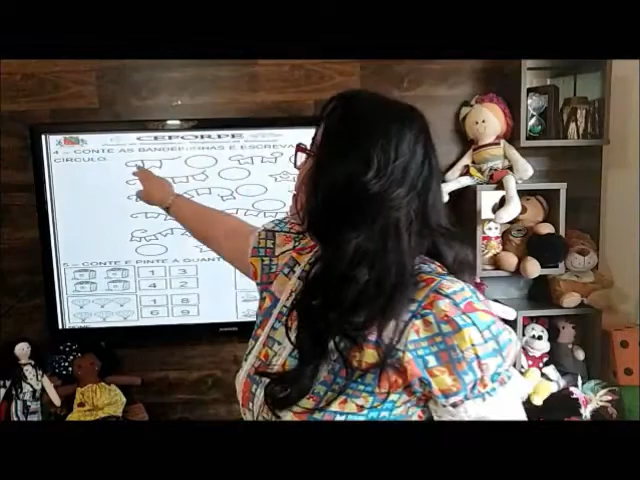 CEPORPE
4 – CONTE AS BANDEIRINHAS E ESCREVA
CÍRCULO.
5 – CONTE E PINTE A QUANT
1 3
4 2
1 8
6 9